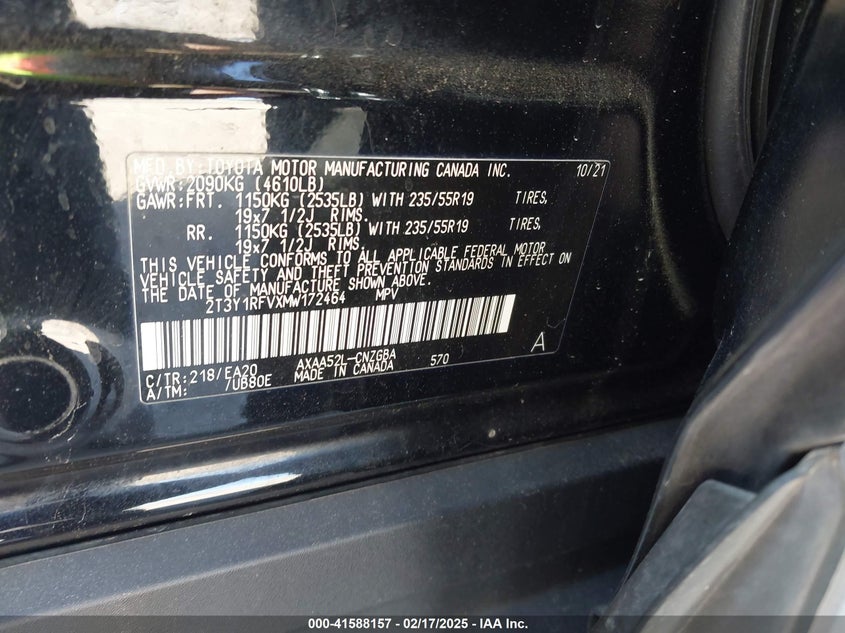 MFD. BY: TOYOTA MOTOR MANUFACTURING CANADA INC. 10/21
GVWR: 2090KG (4610LB)
GAWR: FRT. 1150KG (2535LB) WITH 235/55R19 TIRES,
19x7 1/2J RIMS.
RR. 1150KG (2535LB) WITH 235/55R19 TIRES,
19x7 1/2J RIMS.
THIS VEHICLE CONFORMS TO ALL APPLICABLE FEDERAL MOTOR
VEHICLE SAFETY AND THEFT PREVENTION STANDARDS IN EFFECT ON
THE DATE OF MANUFACTURE SHOWN ABOVE.
2T3Y1RFVXMW172464 MPV
C/TR: 218/EA20 AXAA52L-CNZGBA 570 A
A/TM: /UB80E MADE IN CANADA
000-41588157 - 02/17/2025 - IAA Inc.